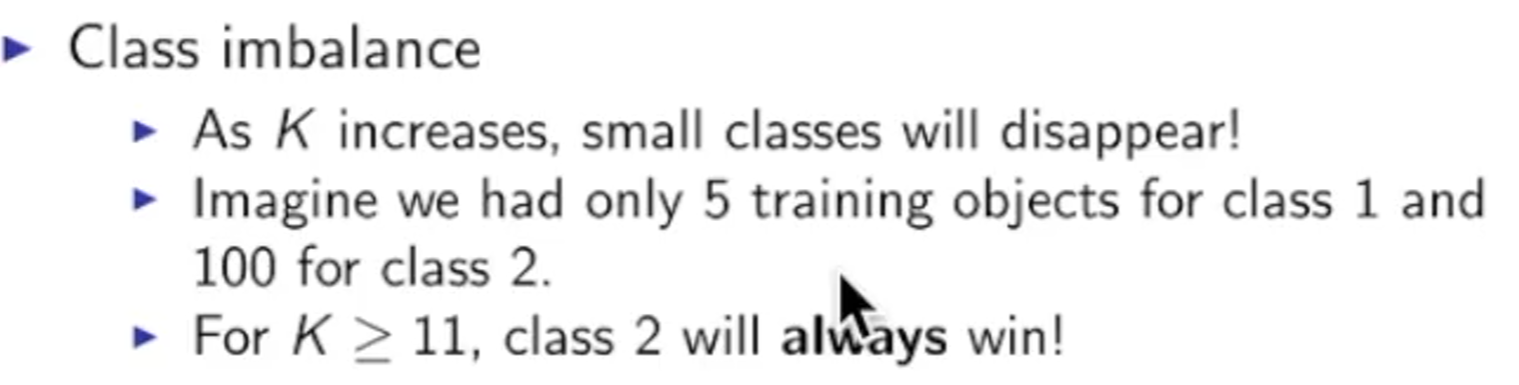 Class imbalance
As K increases, small classes will disappear!
Imagine we had only 5 training objects for class 1 and
100 for class 2.
For K ≥ 11, class 2 will always win!